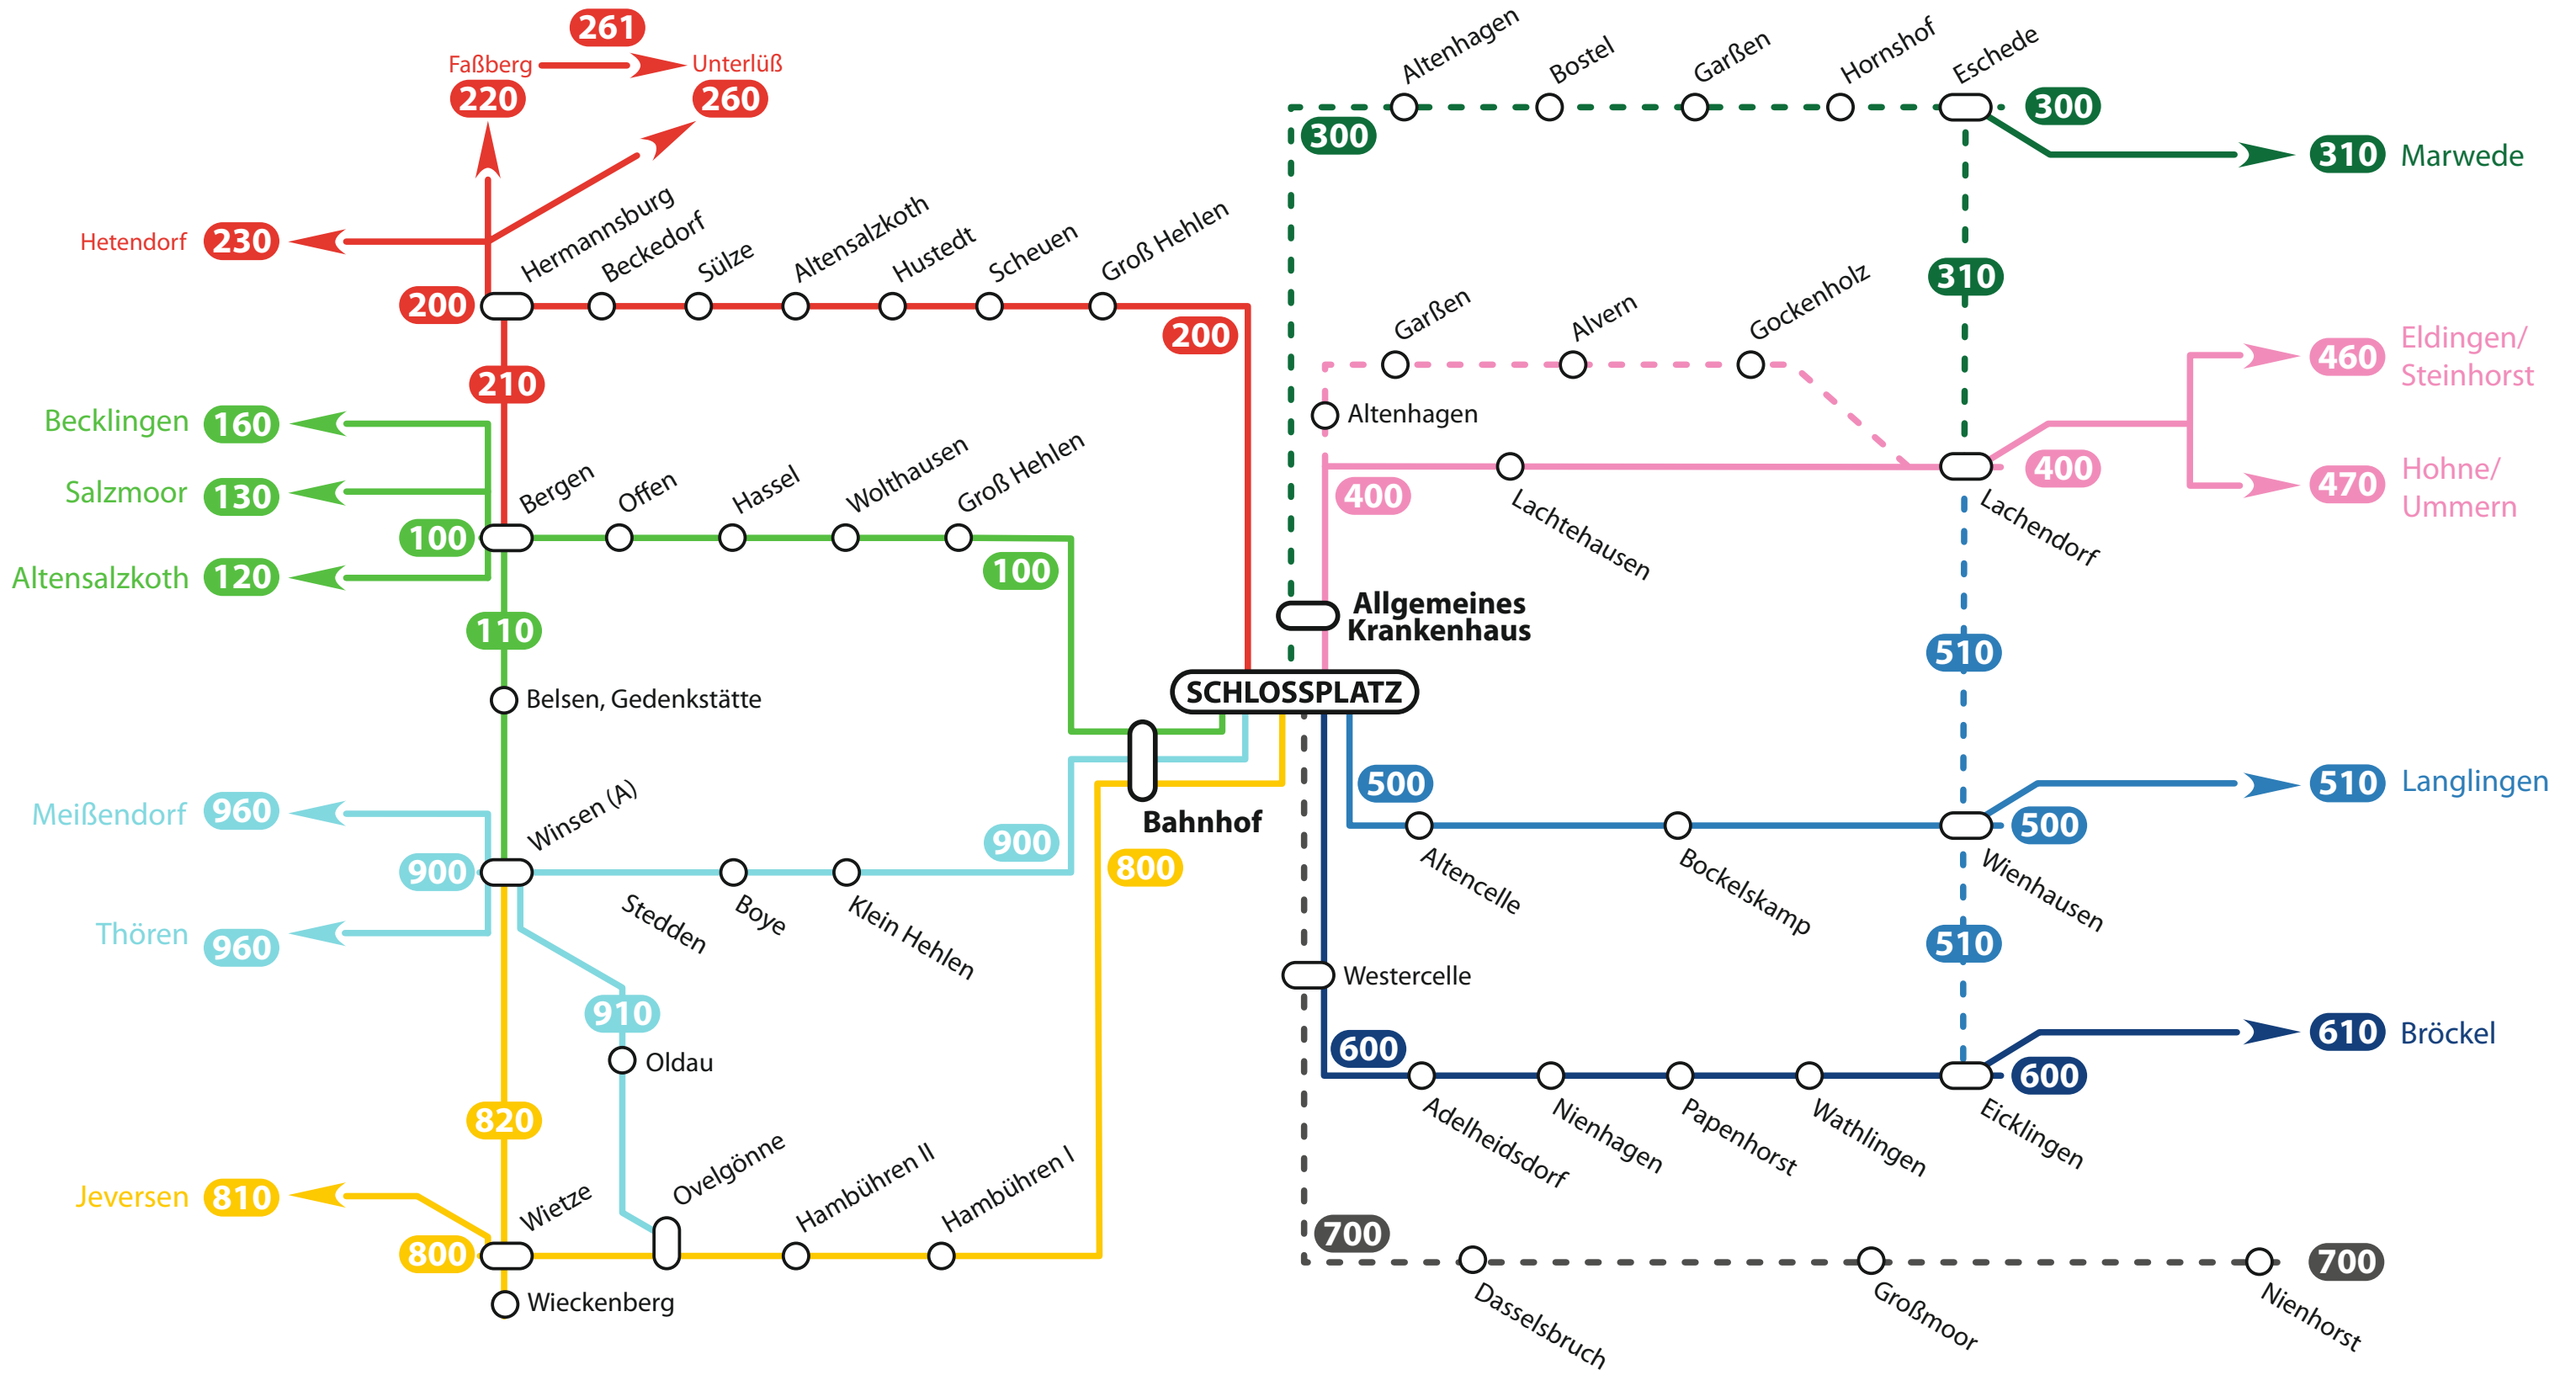 261
Faßberg
Unterlüß
220
260
Hetendorf
230
Hermannsburg
Beckedorf
Sülze
Altensalzkoth
Hustedt
Scheuen
Groß Hehlen
200
200
210
Becklingen
160
Salzmoor
130
Bergen
Offen
Hassel
Wolthausen
Groß Hehlen
100
100
Altensalzkoth
120
110
Belsen, Gedenkstätte
Meißendorf
960
Winsen (A)
900
900
Stedden
Boye
Klein Hehlen
Thören
960
910
Oldau
820
Jeversen
810
Wietze
Ovelgönne
Hambühren II
Hambühren I
800
800
Wieckenberg
SCHLOSSPLATZ
Bahnhof
Allgemeines
Krankenhaus
Altenhagen
Bostel
Garßen
Hornshof
Eschede
300
300
310
Marwede
310
Garßen
Alvern
Gockenholz
Altenhagen
400
Lachtehausen
Lachendorf
400
460
Eldingen/
Steinhorst
470
Hohne/
Ummern
510
500
Altencelle
Bockelskamp
Wienhausen
500
510
Langlingen
510
Westercelle
600
Adelheidsdorf
Nienhagen
Papenhorst
Wathlingen
Eicklingen
600
610
Bröckel
700
Dasselsbruch
Großmoor
Nienhorst
700